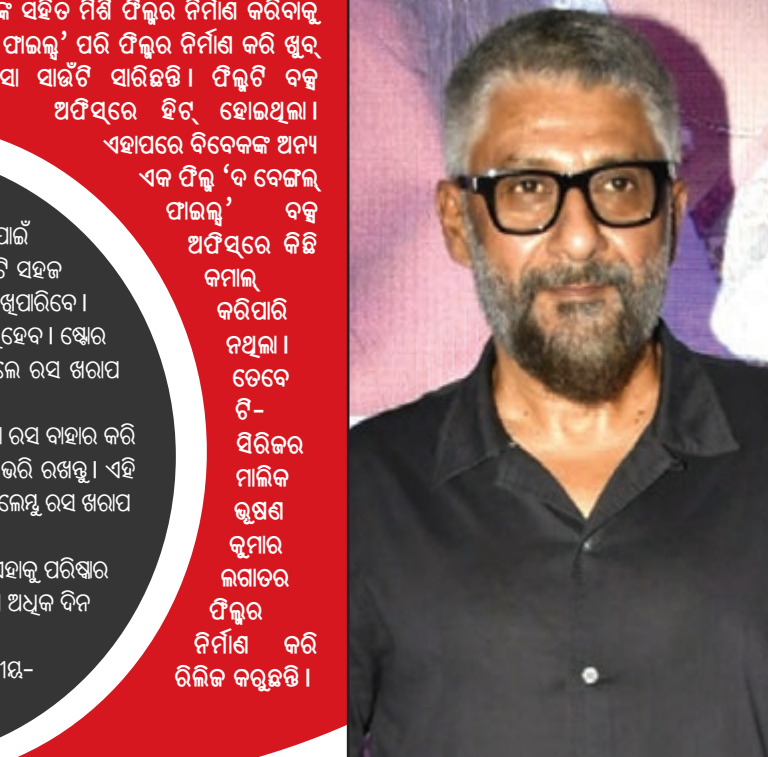 ଙ୍କ ସହିତ ମିଶି ଫିଲ୍ମର ନିର୍ମାଣ କରିବାକୁ
ଫାଇଲ୍ସ’ ପରି ଫିଲ୍ମର ନିର୍ମାଣ କରି ଖୁବ୍
ସା ସାଉଁଟି ସାରିଛନ୍ତି। ଫିଲ୍ମଟି ବକ୍ସ
ଅଫିସ୍‌ରେ ହିଟ୍ ହୋଇଥିଲା।
ଏହାପରେ ବିବେକଙ୍କ ଅନ୍ୟ
ଏକ ଫିଲ୍ମ ‘ଦ ବେଙ୍ଗଲ୍
ଫାଇଲ୍ସ’ ବକ୍ସ
ଅଫିସ୍‌ରେ କିଛି
କମାଲ୍
କରିପାରି
ନଥିଲା।
ତେବେ
ଟି-
ସିରିଜର
ମାଲିକ
ଭୂଷଣ
କୁମାର
ଲଗାତର
ଫିଲ୍ମର
ନିର୍ମାଣ କରି
ରିଲିଜ କରୁଛନ୍ତି।
ପାଇଁ
ଟି ସହଜ
ଖିପାରିବେ।
ହେବ। ଷ୍ଟୋର
ଲେ ରସ ଖରାପ
ରସ ବାହାର କରି
ଭରି ରଖନ୍ତୁ। ଏହି
ଲେମ୍ବୁ ରସ ଖରାପ
ଏହାକୁ ପରିଷ୍କାର
ଅଧିକ ଦିନ
ୀୟ-